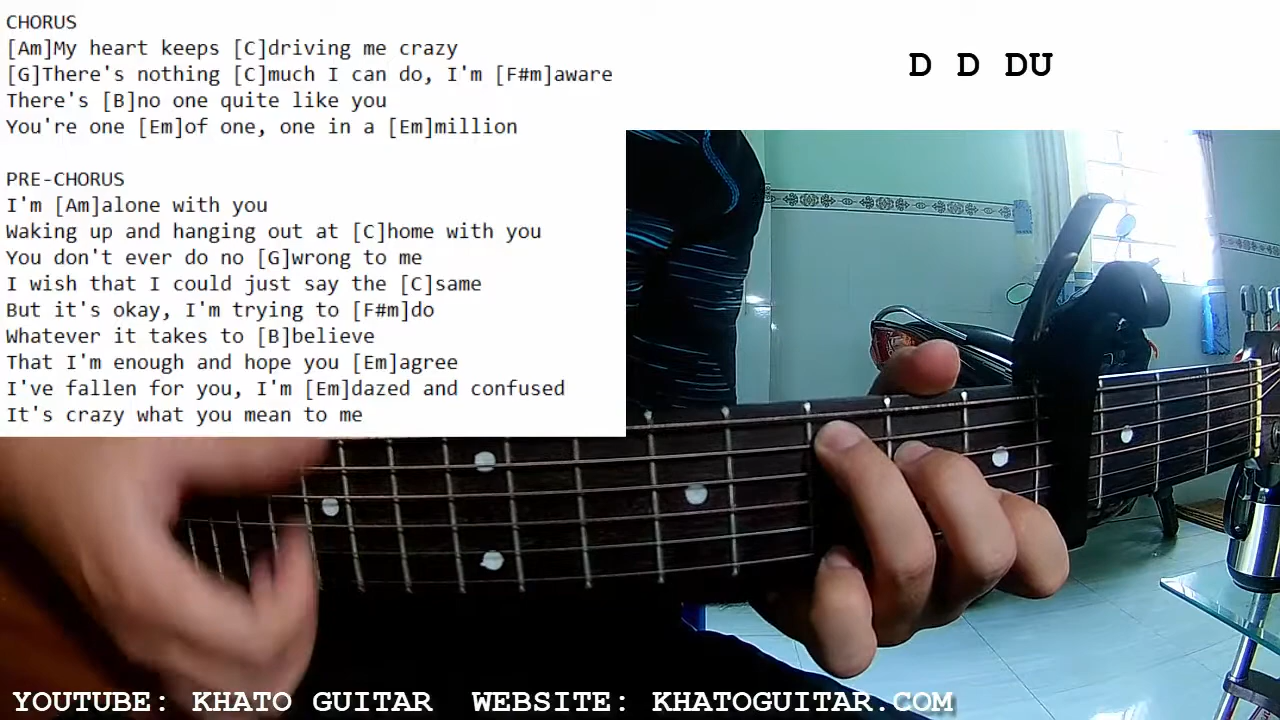 CHORUS
[Am]My heart keeps [C]driving me crazy
[G]There's nothing [C]much I can do, I'm [F#m]aware
There's [B]no one quite like you
You're one [Em]of one, one in a [Em]million
PRE-CHORUS
I'm [Am]alone with you
Waking up and hanging out at [C]home with you
You don't ever do no [G]wrong to me
I wish that I could just say the [C]same
But it's okay, I'm trying to [F#m]do
Whatever it takes to [B]believe
That I'm enough and hope you [Em]agree
I've fallen for you, I'm [Em]dazed and confused
It's crazy what you mean to me
D D DU
YOUTUBE: KHATO GUITAR WEBSITE: KHATOGUITAR.COM